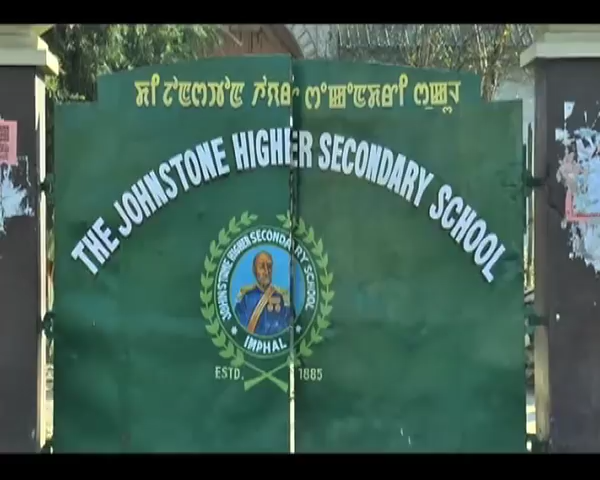 THE JOHNSTONE HIGHER SECONDARY SCHOOL
JOHNSTONE HIGHER SECONDARY SCHOOL
IMPHAL
ESTD. 1885